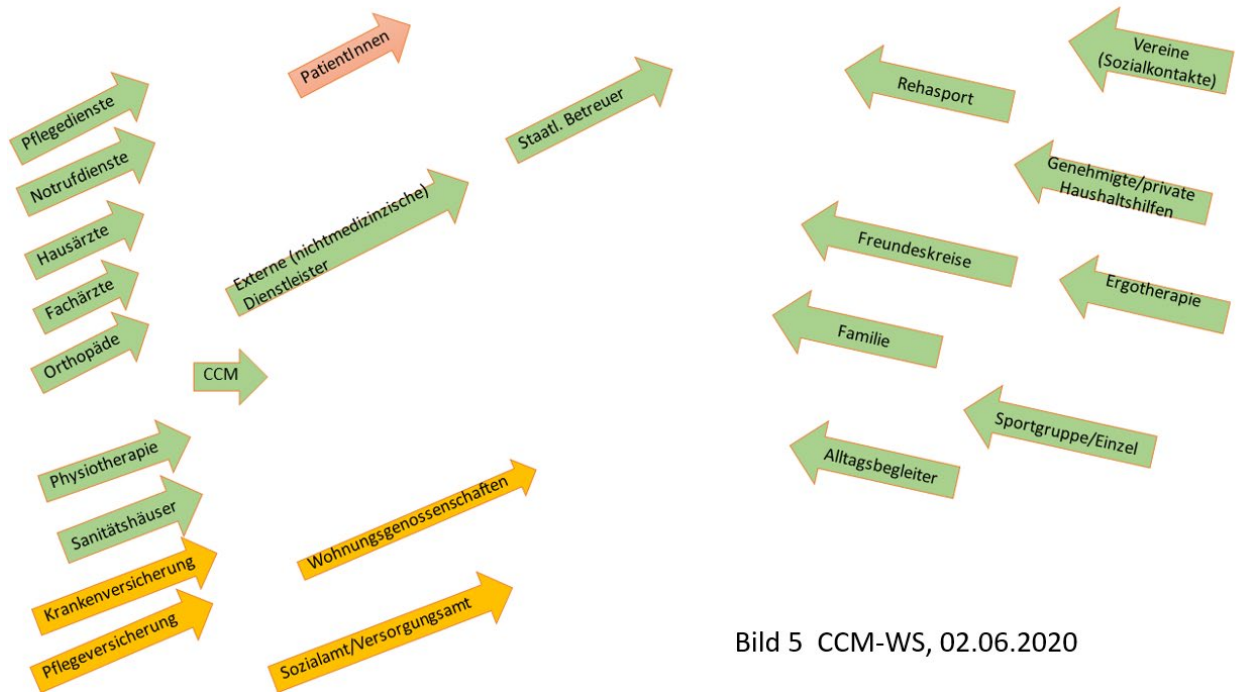 PatientInnen
Pflegedienste
Notrufdienste
Hausärzte
Fachärzte
Orthopäde
Externe (nichtmedizinzische)
Dienstleister
Staatl. Betreuer
CCM
Physiotherapie
Sanitätshäuser
Krankenversicherung
Pflegeversicherung
Wohnungsgenossenschaften
Sozialamt/Versorgungsamt
Vereine
(Sozialkontakte)
Rehasport
Genehmigte/private
Haushaltshilfen
Freundeskreise
Ergotherapie
Familie
Sportgruppe/Einzel
Alltagsbegleiter
Bild 5 CCM-WS, 02.06.2020